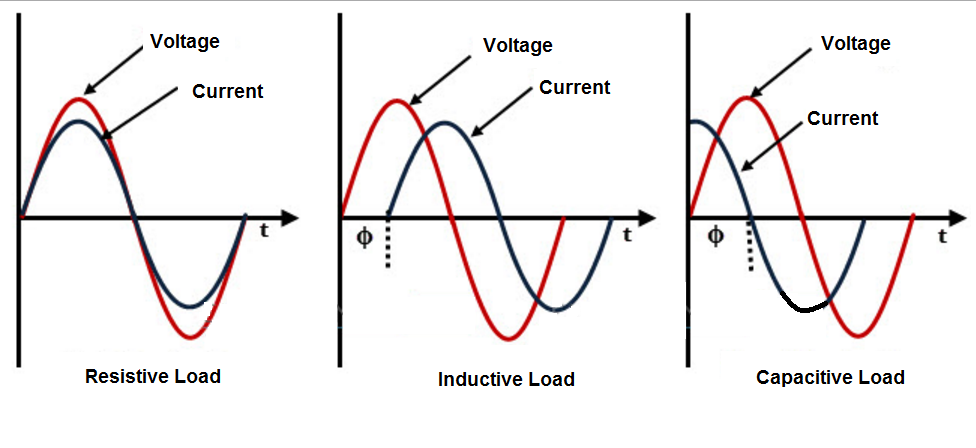 Voltage
Current
t
Resistive Load
Voltage
Current
ϕ
t
Inductive Load
Voltage
Current
ϕ
t
Capacitive Load